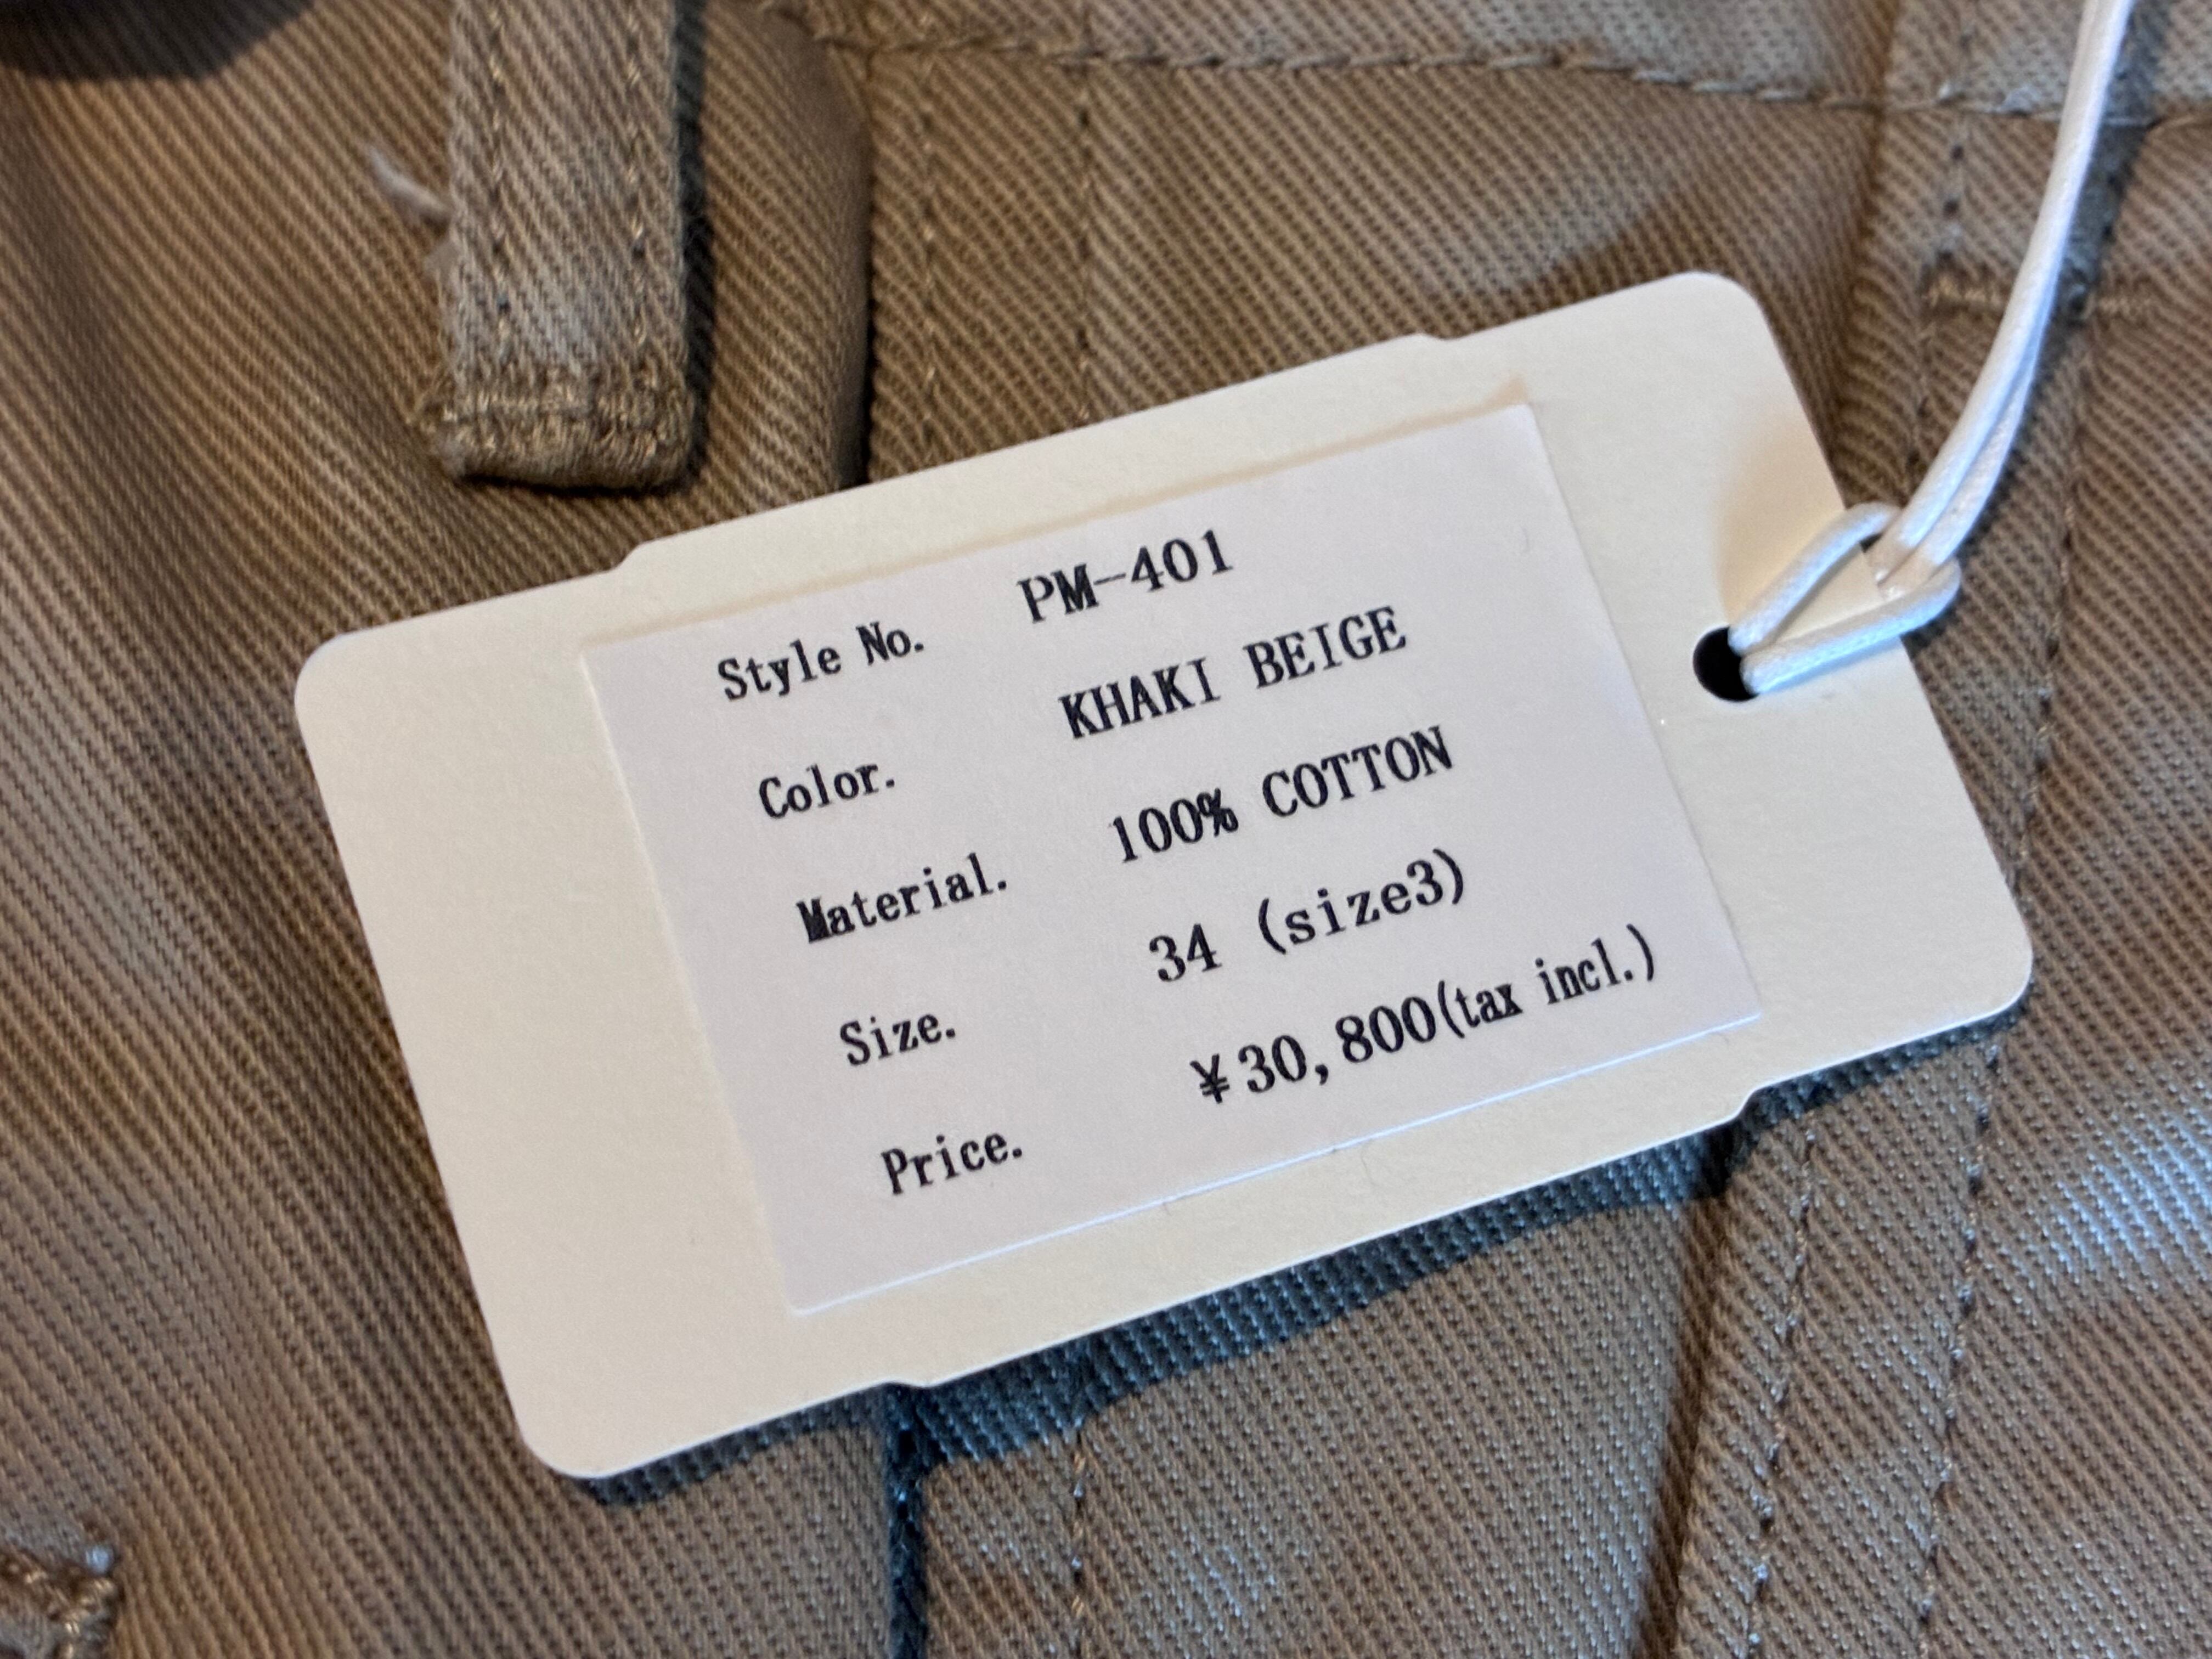 Style No. PM-401
Color. KHAKI BEIGE
Material. 100% COTTON
Size. 34 (size3)
Price. ¥30,800(tax incl.)